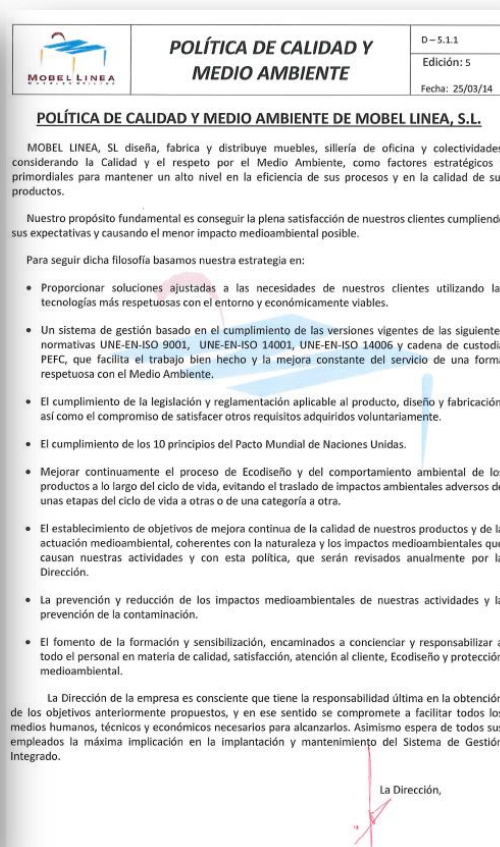 D – 5.1.1
POLÍTICA DE CALIDAD Y
MEDIO AMBIENTE
Edición: 5
MOBEL LINEA
Fecha: 25/03/14
POLÍTICA DE CALIDAD Y MEDIO AMBIENTE DE MOBEL LINEA, S.L.
MOBEL LINEA, SL diseña, fabrica y distribuye muebles, sillería de oficina y colectividades
considerando la Calidad y el respeto por el Medio Ambiente, como factores estratégicos
primordiales para mantener un alto nivel en la eficiencia de sus procesos y en la calidad de su
productos.
Nuestro propósito fundamental es conseguir la plena satisfacción de nuestros clientes cumpliend
sus expectativas y causando el menor impacto medioambiental posible.
Para seguir dicha filosofía basamos nuestra estrategia en:
• Proporcionar soluciones ajustadas a las necesidades de nuestros clientes utilizando la
tecnologías más respetuosas con el entorno y económicamente viables.
• Un sistema de gestión basado en el cumplimiento de las versiones vigentes de las siguiente
normativas UNE-EN-ISO 9001, UNE-EN-ISO 14001, UNE-EN-ISO 14006 y cadena de custodi
PEFC, que facilita el trabajo bien hecho y la mejora constante del servicio de una form
respetuosa con el Medio Ambiente.
• El cumplimiento de la legislación y reglamentación aplicable al producto, diseño y fabricación
así como el compromiso de satisfacer otros requisitos adquiridos voluntariamente.
• El cumplimiento de los 10 principios del Pacto Mundial de Naciones Unidas.
• Mejorar continuamente el proceso de Ecodiseño y del comportamiento ambiental de lo
productos a lo largo del ciclo de vida, evitando el traslado de impactos ambientales adversos de
unas etapas del ciclo de vida a otras o de una categoría a otra.
• El establecimiento de objetivos de mejora continua de la calidad de nuestros productos y de la
actuación medioambiental, coherentes con la naturaleza y los impactos medioambientales que
causan nuestras actividades y con esta política, que serán revisados anualmente por la
Dirección.
• La prevención y reducción de los impactos medioambientales de nuestras actividades y la
prevención de la contaminación.
• El fomento de la formación y sensibilización, encaminados a concienciar y responsabilizar a
todo el personal en materia de calidad, satisfacción, atención al cliente, Ecodiseño y protección
medioambiental.
La Dirección de la empresa es consciente que tiene la responsabilidad última en la obtención
de los objetivos anteriormente propuestos, y en ese sentido se compromete a facilitar todos los
medios humanos, técnicos y económicos necesarios para alcanzarlos. Asimismo espera de todos sus
empleados la máxima implicación en la implantación y mantenimiento del Sistema de Gestión
Integrado.
La Dirección,